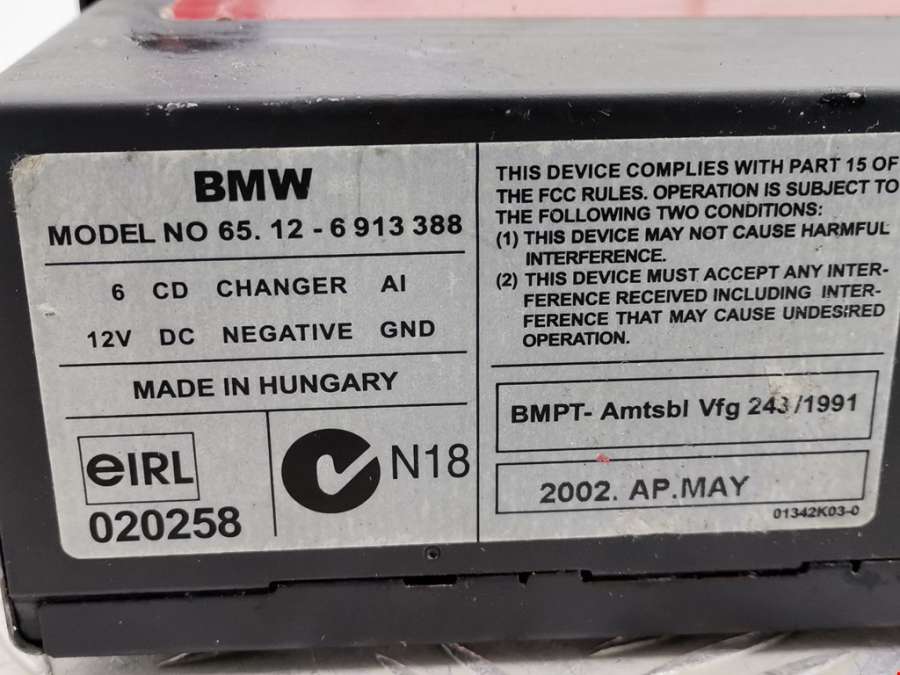 BMW
MODEL NO 65. 12 - 6 913 388
6 CD CHANGER AI
12V DC NEGATIVE GND
MADE IN HUNGARY
eIRL
020258
N18
THIS DEVICE COMPLIES WITH PART 15 OF
THE FCC RULES. OPERATION IS SUBJECT TO
THE FOLLOWING TWO CONDITIONS:
(1) THIS DEVICE MAY NOT CAUSE HARMFUL
INTERFERENCE.
(2) THIS DEVICE MUST ACCEPT ANY INTER-
FERENCE RECEIVED INCLUDING INTER-
FERENCE THAT MAY CAUSE UNDESIRED
OPERATION.
BMPT- Amtsbl Vfg 243/1991
2002. AP.MAY
01342K03-0